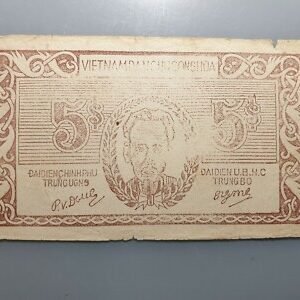 VIETNAM DAN CHU CONG HOA
5$ 5$
DAI DIEN CHINH PHU
TRUNG UONG
DAI DIEN U.B.H.C
TRUNG BO